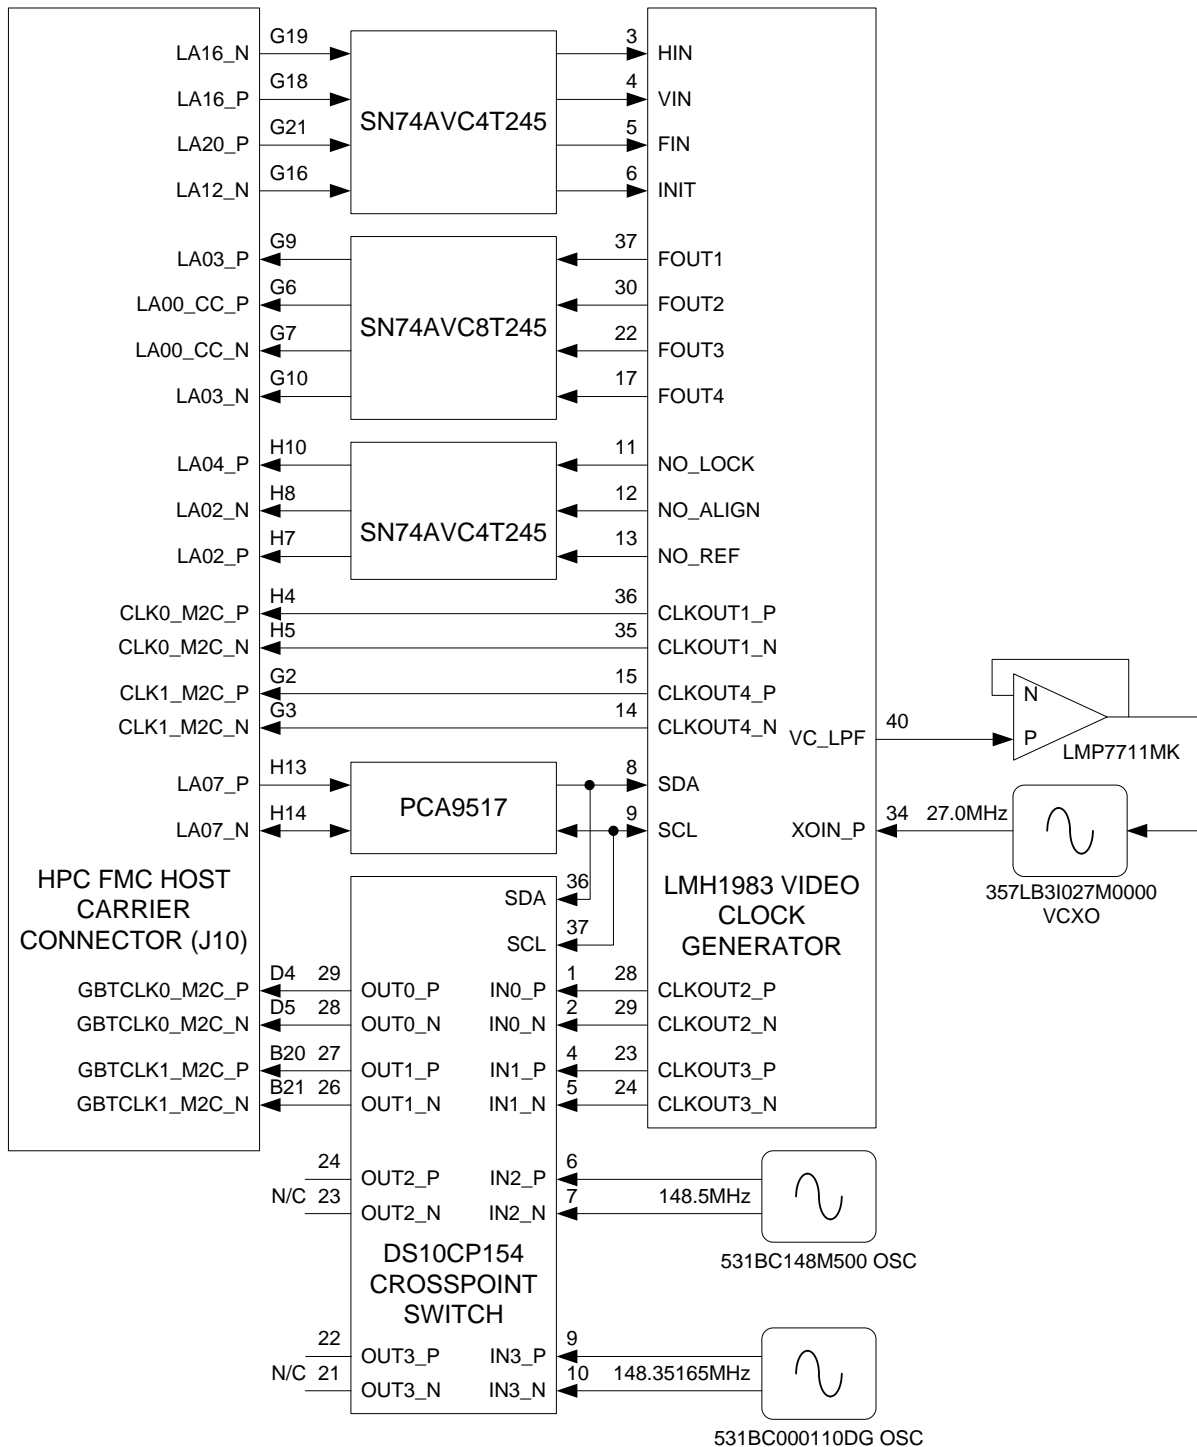 LA16_N G19 3 HIN
LA16_P G18 4 VIN
SN74AVC4T245
LA20_P G21 5 FIN
LA12_N G16 6 INIT
LA03_P G9 37 FOUT1
LA00_CC_P G6 30 FOUT2
SN74AVC8T245
LA00_CC_N G7 22 FOUT3
LA03_N G10 17 FOUT4
LA04_P H10 11 NO_LOCK
LA02_N H8 12 NO_ALIGN
SN74AVC4T245
LA02_P H7 13 NO_REF
CLK0_M2C_P H4 36 CLKOUT1_P
CLK0_M2C_N H5 35 CLKOUT1_N
CLK1_M2C_P G2 15 CLKOUT4_P
CLK1_M2C_N G3 14 CLKOUT4_N
VC_LPF 40
N
P
LMP7711MK
LA07_P H13 8 SDA
PCA9517
LA07_N H14 9 SCL
XOIN_P 34 27.0MHz
357LB3I027M0000
VCXO
HPC FMC HOST
CARRIER
CONNECTOR (J10)
LMH1983 VIDEO
CLOCK
GENERATOR
SDA 36
SCL 37
GBTCLK0_M2C_P D4 29 OUT0_P IN0_P 1 28 CLKOUT2_P
GBTCLK0_M2C_N D5 28 OUT0_N IN0_N 2 29 CLKOUT2_N
GBTCLK1_M2C_P B20 27 OUT1_P IN1_P 4 23 CLKOUT3_P
GBTCLK1_M2C_N B21 26 OUT1_N IN1_N 5 24 CLKOUT3_N
24 OUT2_P IN2_P 6
N/C 23 OUT2_N IN2_N 7 148.5MHz
531BC148M500 OSC
DS10CP154
CROSSPOINT
SWITCH
22 OUT3_P IN3_P 9
N/C 21 OUT3_N IN3_N 10 148.35165MHz
531BC000110DG OSC